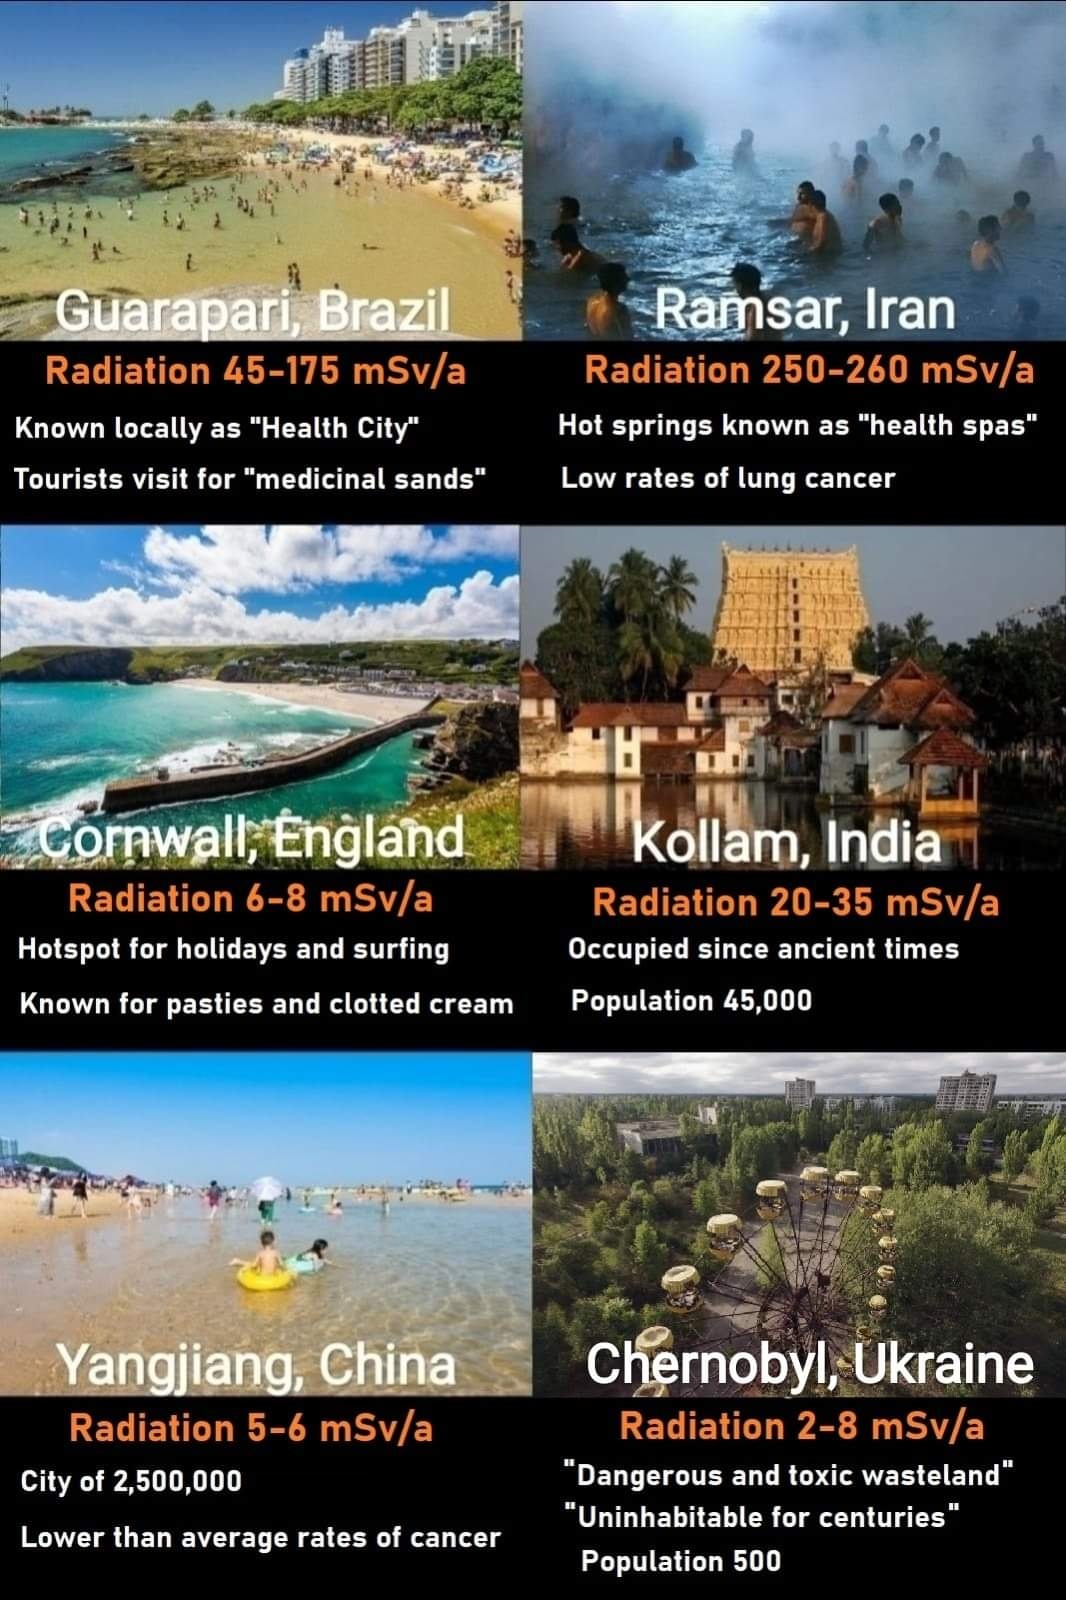 Guarapari, Brazil
Radiation 45-175 mSv/a
Known locally as "Health City"
Tourists visit for "medicinal sands"
Ramsar, Iran
Radiation 250-260 mSv/a
Hot springs known as "health spas"
Low rates of lung cancer
Cornwall, England
Radiation 6-8 mSv/a
Hotspot for holidays and surfing
Known for pasties and clotted cream
Kollam, India
Radiation 20-35 mSv/a
Occupied since ancient times
Population 45,000
Yangjiang, China
Radiation 5-6 mSv/a
City of 2,500,000
Lower than average rates of cancer
Chernobyl, Ukraine
Radiation 2-8 mSv/a
"Dangerous and toxic wasteland"
"Uninhabitable for centuries"
Population 500